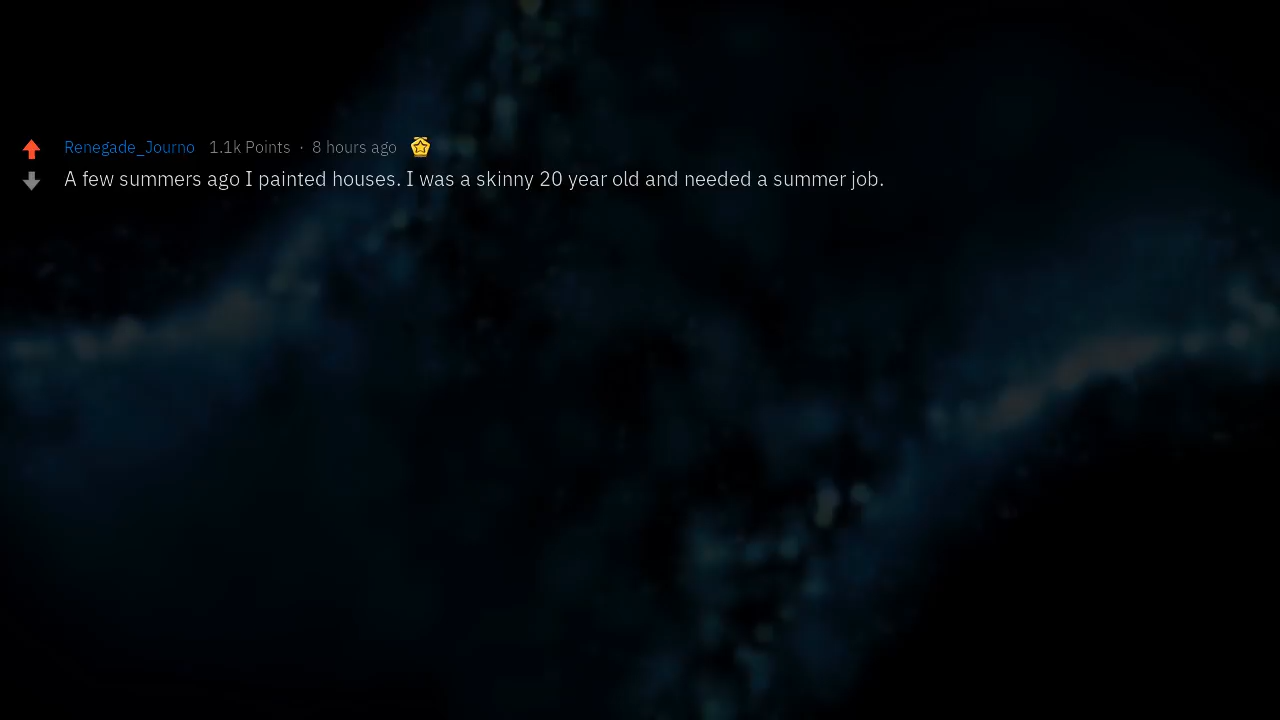 Renegade_Journo 1.1k Points · 8 hours ago
A few summers ago I painted houses. I was a skinny 20 year old and needed a summer job.